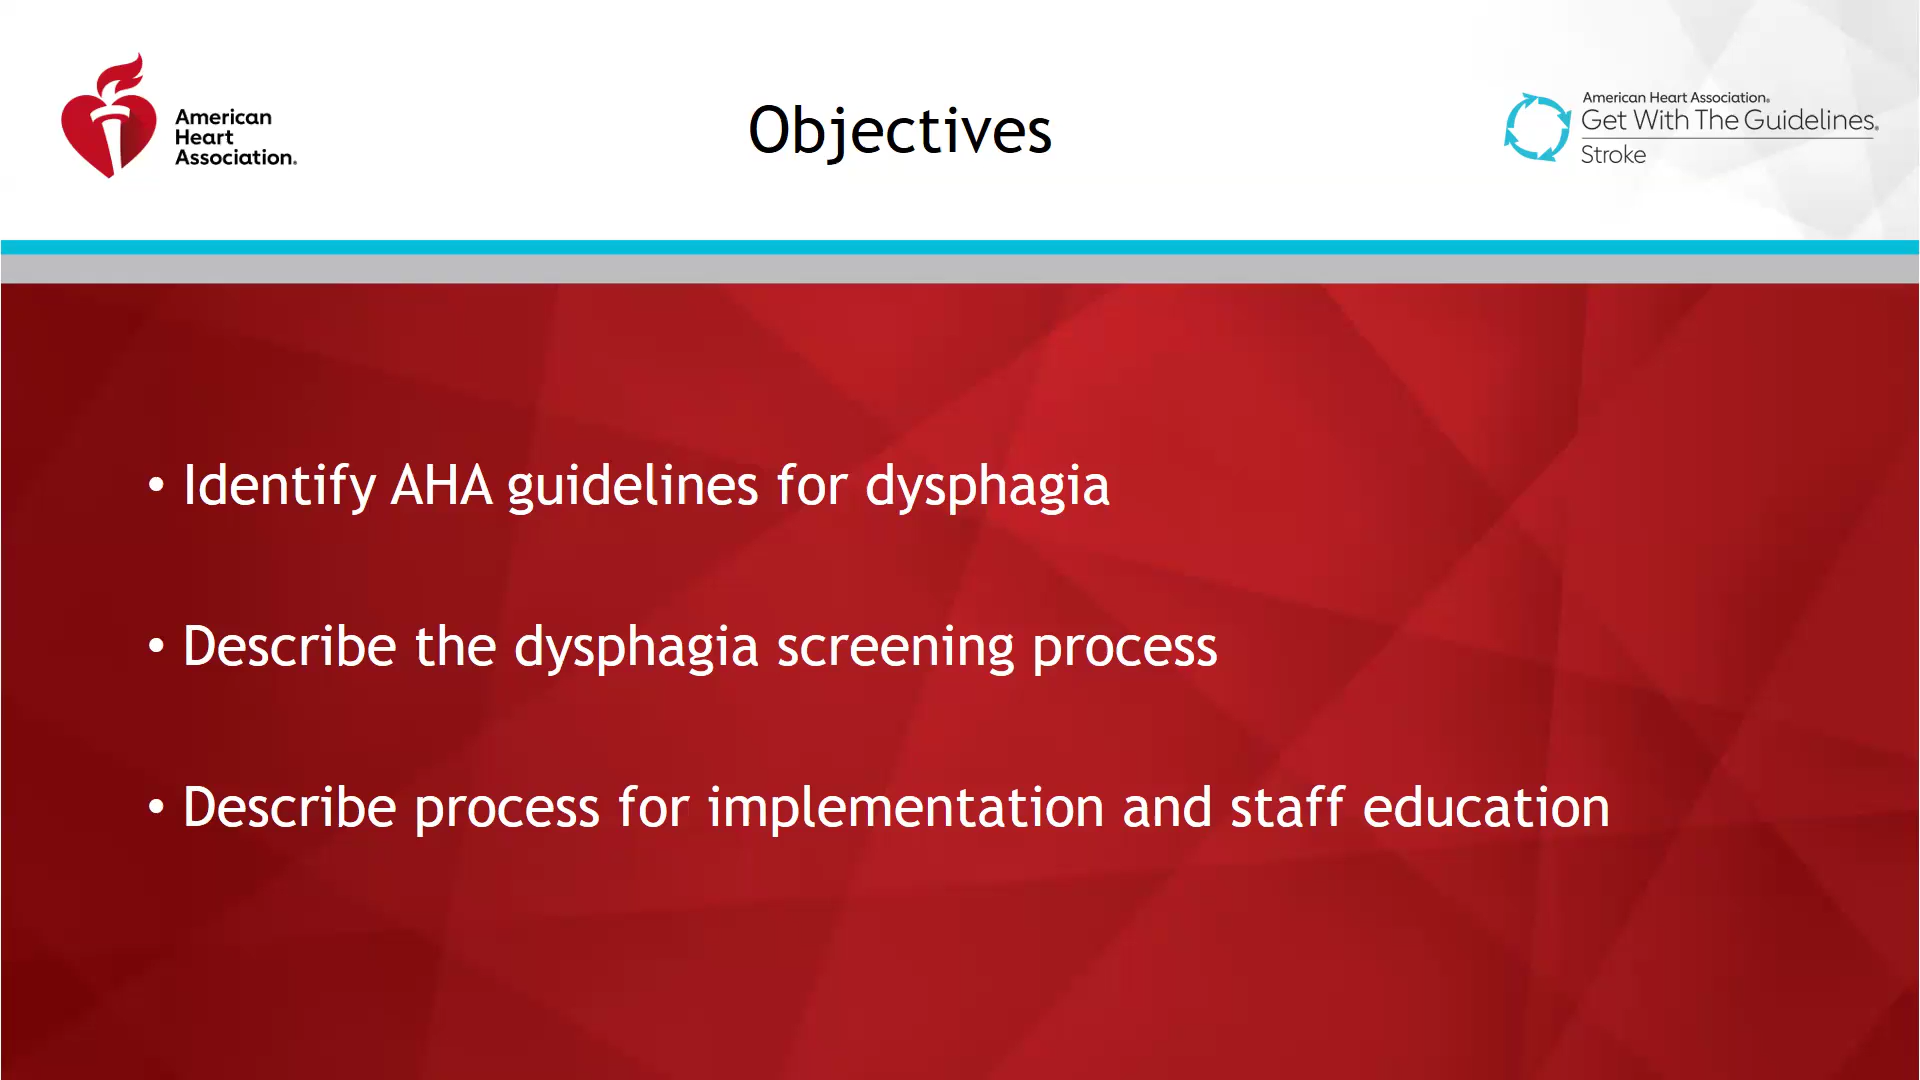 American
Heart
Association®
Objectives
American Heart Association®
Get With The Guidelines®
Stroke
• Identify AHA guidelines for dysphagia
• Describe the dysphagia screening process
• Describe process for implementation and staff education